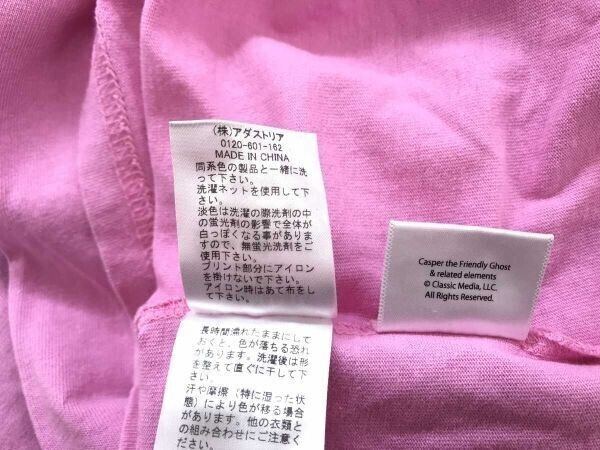 (株)アダストリア
0120-601-162
MADE IN CHINA
同系色の製品と一緒に洗
って下さい。
洗濯ネットを使用して下
さい。
淡色は洗濯の際洗剤の中
の蛍光剤の影響で全体が
白っぽくなる事がありま
すので、無蛍光洗剤をご
使用下さい。
プリント部分にアイロン
を掛けないで下さい。
アイロン時はあて布をし
て下さい。
長時間濡れたままにして
おくと、色が落ちる恐れ
があります。洗濯後は形
を整えて直ぐに干して下
さい。
汗や摩擦（特に湿った状
態）により色が移る場合
があります。他の衣類と
の組み合わせにご注意く
ださい。
Casper the Friendly Ghost
& related elements
© Classic Media, LLC.
All Rights Reserved.